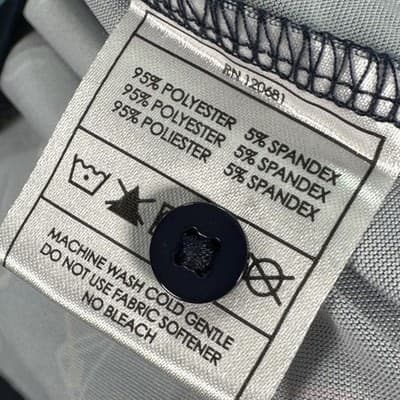 RN 120681
95% POLYESTER 5% SPANDEX
95% POLYESTER 5% SPANDEX
95% POLIESTER 5% SPANDEX
MACHINE WASH COLD GENTLE
DO NOT USE FABRIC SOFTENER
NO BLEACH